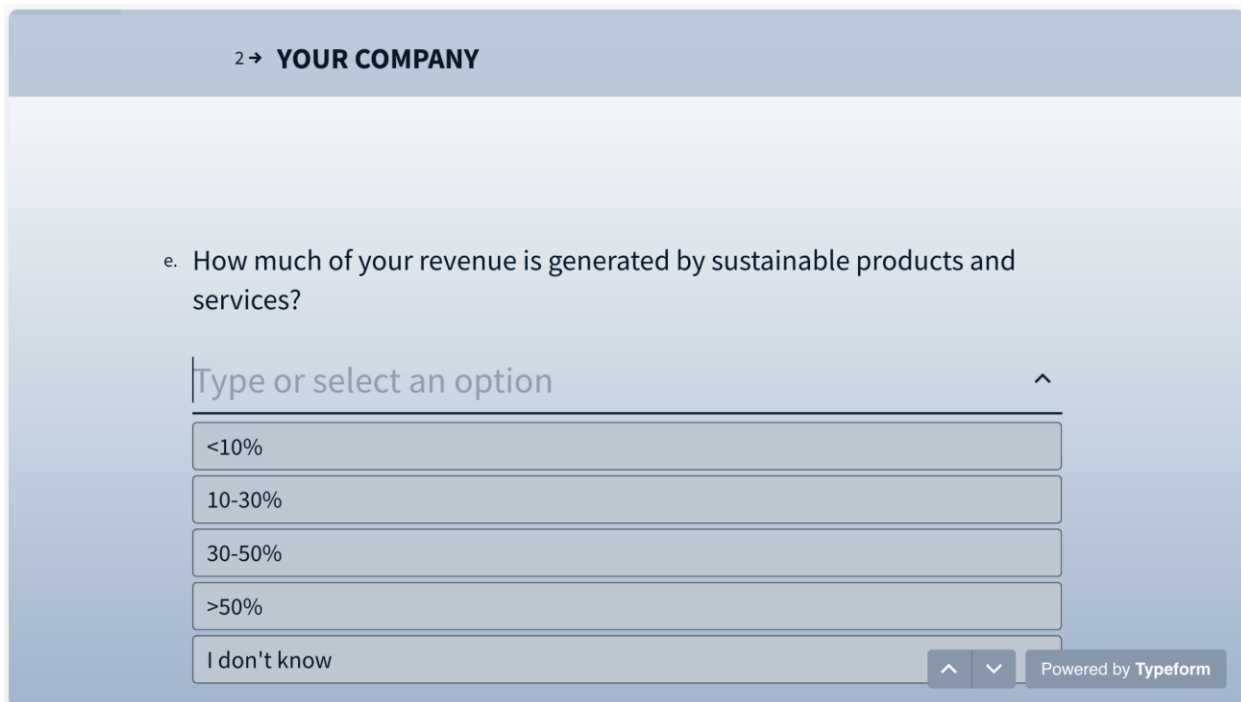 2 → YOUR COMPANY
e. How much of your revenue is generated by sustainable products and
services?
Type or select an option
<10%
10-30%
30-50%
>50%
I don't know
Powered by Typeform